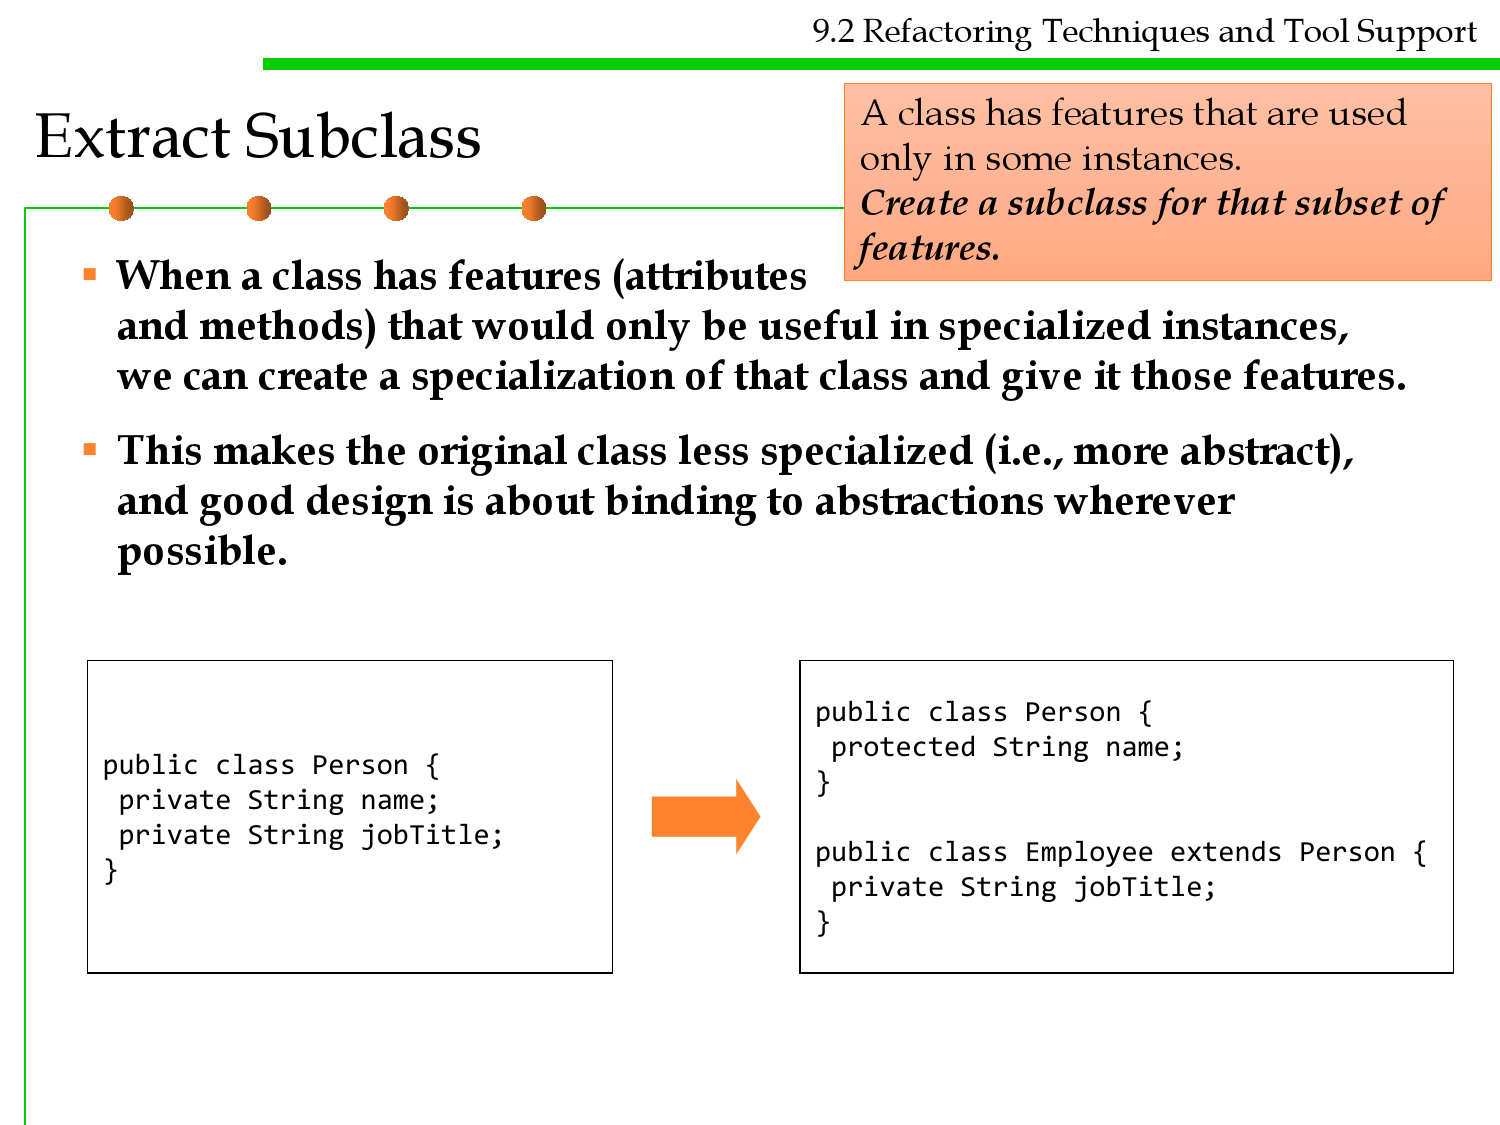 9.2 Refactoring Techniques and Tool Support
Extract Subclass
A class has features that are used
only in some instances.
Create a subclass for that subset of
features.
▪ When a class has features (attributes
and methods) that would only be useful in specialized instances,
we can create a specialization of that class and give it those features.
▪ This makes the original class less specialized (i.e., more abstract),
and good design is about binding to abstractions wherever
possible.
public class Person {
 private String name;
 private String jobTitle;
}
public class Person {
 protected String name;
}
public class Employee extends Person {
 private String jobTitle;
}